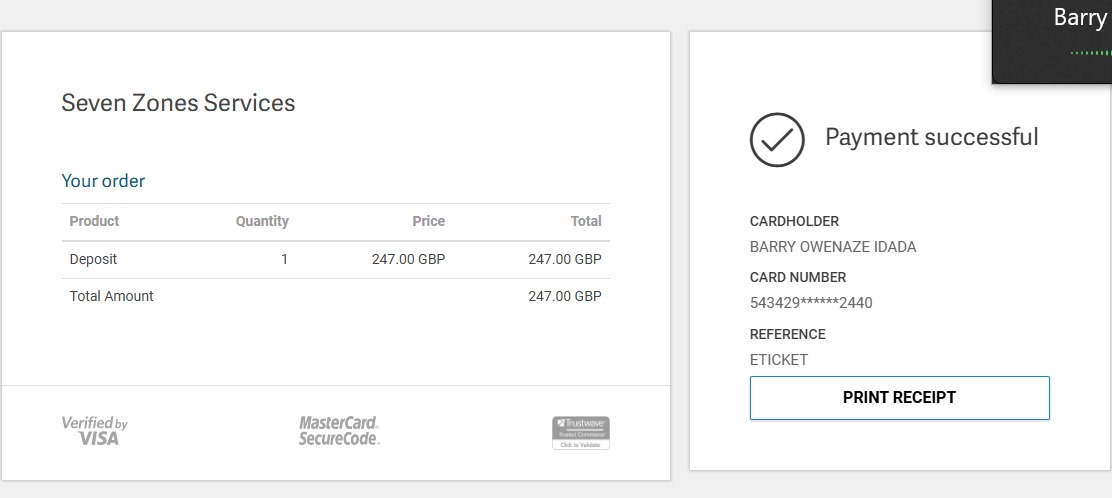 Barry
Seven Zones Services
Your order
Product Quantity Price Total
Deposit 1 247.00 GBP 247.00 GBP
Total Amount 247.00 GBP
Verified by
VISA
MasterCard.
SecureCode.
Trustwave
Trusted Commerce
Click to Validate
Payment successful
CARDHOLDER
BARRY OWENAZE IDADA
CARD NUMBER
543429******2440
REFERENCE
ETICKET
PRINT RECEIPT